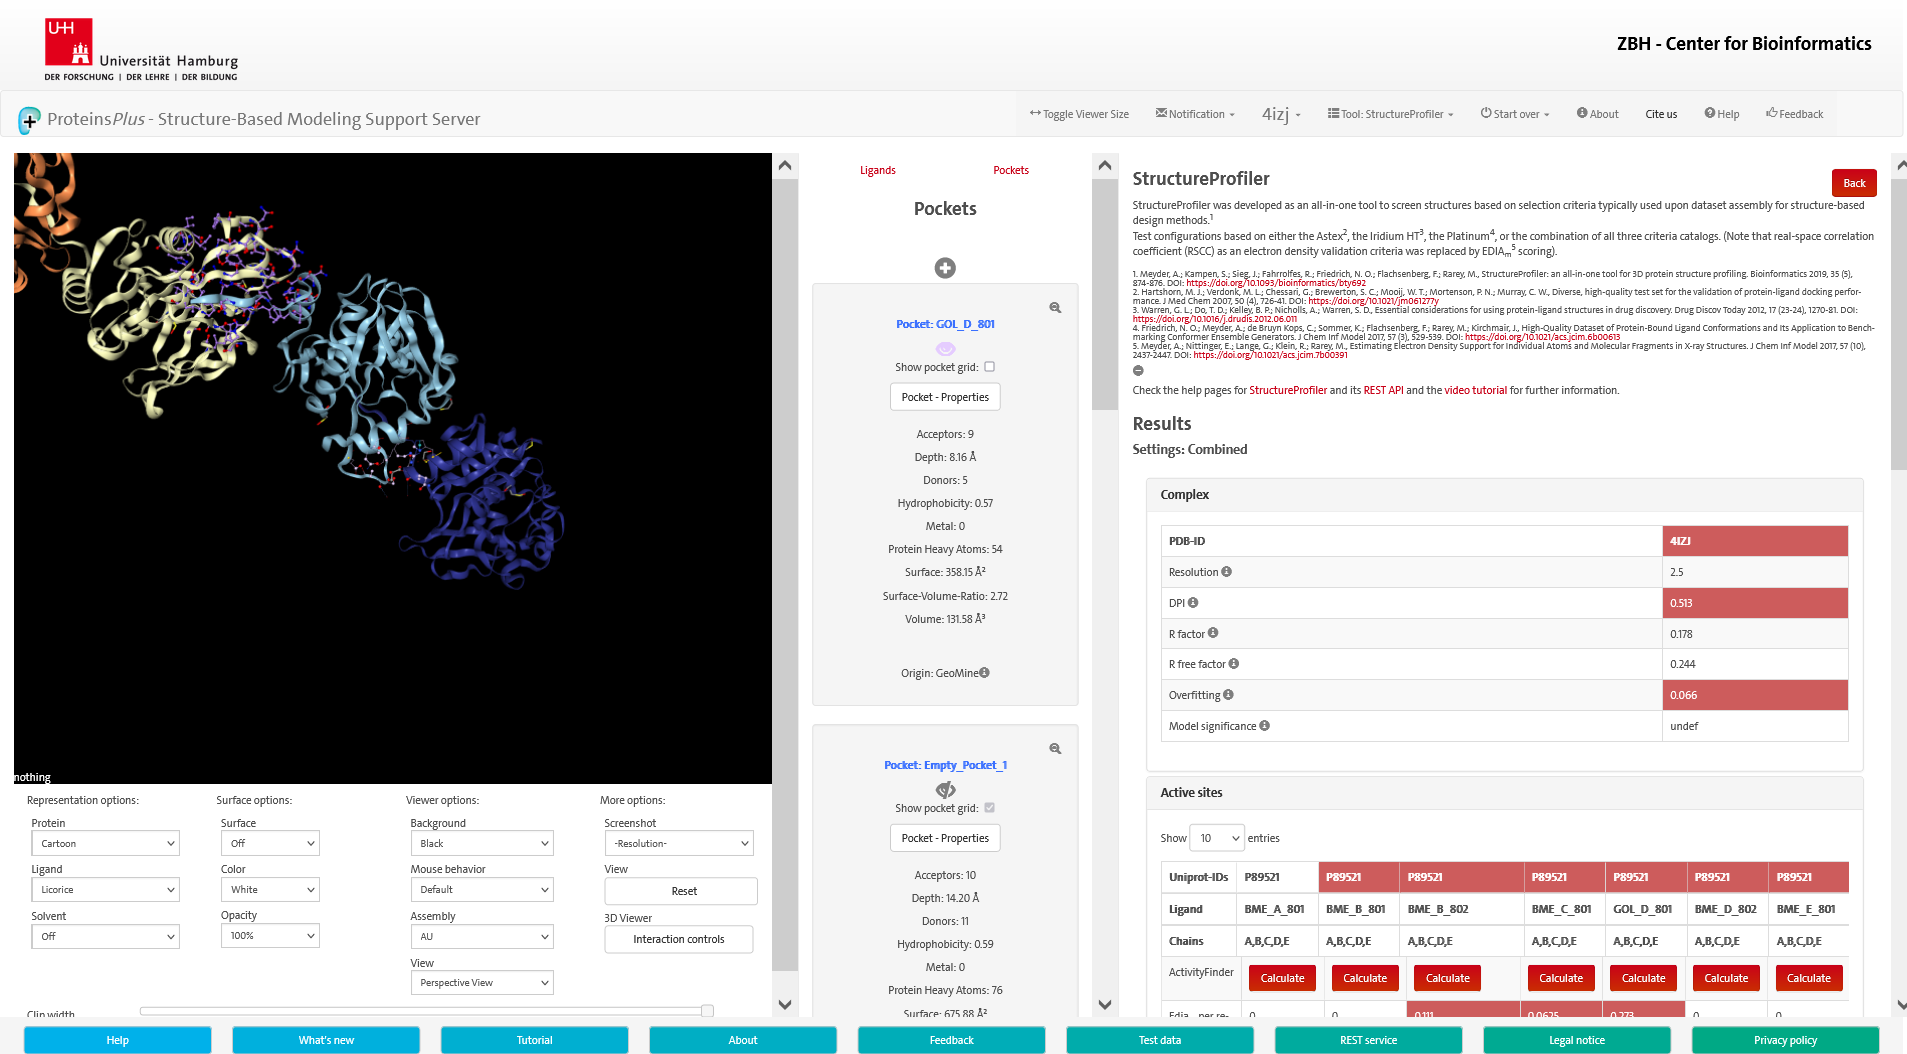 UHH
Universität Hamburg
DER FORSCHUNG | DER LEHRE | DER BILDUNG
ZBH - Center for Bioinformatics
ProteinsPlus - Structure-Based Modeling Support Server
Toggle Viewer Size
Notification
4izj
Tool: StructureProfiler
Start over
About
Cite us
Help
Feedback
nothing
Representation options:
Surface options:
Viewer options:
More options:
Protein
Cartoon
Surface
Off
Background
Black
Screenshot
-Resolution-
Ligand
Licorice
Color
White
Mouse behavior
Default
View
Reset
Solvent
Off
Opacity
100%
Assembly
AU
3D Viewer
Interaction controls
View
Perspective View
Clip width
Ligands
Pockets
Pockets
Pocket: GOL_D_801
Show pocket grid:
Pocket - Properties
Acceptors: 9
Depth: 8.16 Å
Donors: 5
Hydrophobicity: 0.57
Metal: 0
Protein Heavy Atoms: 54
Surface: 358.15 Å²
Surface-Volume-Ratio: 2.72
Volume: 131.58 Å³
Origin: GeoMine
Pocket: Empty_Pocket_1
Show pocket grid:
Pocket - Properties
Acceptors: 10
Depth: 14.20 Å
Donors: 11
Hydrophobicity: 0.59
Metal: 0
Protein Heavy Atoms: 76
Surface: 675.88 Å²
StructureProfiler
Back
StructureProfiler was developed as an all-in-one tool to screen structures based on selection criteria typically used upon dataset assembly for structure-based
design methods.1
Test configurations based on either the Astex2, the Iridium HT3, the Platinum4, or the combination of all three criteria catalogs. (Note that real-space correlation
coefficient (RSCC) as an electron density validation criteria was replaced by EDIAm5 scoring).
1. Meyder, A.; Kampen, S.; Sieg, J.; Fahrrolfes, R.; Friedrich, N. O.; Flachsenberg, F.; Rarey, M., StructureProfiler: an all-in-one tool for 3D protein structure profiling. Bioinformatics 2019, 35 (5),
874-876. DOI: https://doi.org/10.1093/bioinformatics/bty692
2. Hartshorn, M. J.; Verdonk, M. L.; Chessari, G.; Brewerton, S. C.; Mooij, W. T.; Mortenson, P. N.; Murray, C. W., Diverse, high-quality test set for the validation of protein-ligand docking perfor-
mance. J Med Chem 2007, 50 (4), 726-41. DOI: https://doi.org/10.1021/jm061277y
3. Warren, G. L.; Do, T. D.; Kelley, B. P.; Nicholls, A.; Warren, S. D., Essential considerations for using protein-ligand structures in drug discovery. Drug Discov Today 2012, 17 (23-24), 1270-81. DOI:
https://doi.org/10.1016/j.drudis.2012.06.011
4. Friedrich, N. O.; Meyder, A.; de Bruyn Kops, C.; Sommer, K.; Flachsenberg, F.; Rarey, M.; Kirchmair, J., High-Quality Dataset of Protein-Bound Ligand Conformations and Its Application to Bench-
marking Conformer Ensemble Generators. J Chem Inf Model 2017, 57 (3), 529-539. DOI: https://doi.org/10.1021/acs.jcim.6b00613
5. Meyder, A.; Nittinger, E.; Lange, G.; Klein, R.; Rarey, M., Estimating Electron Density Support for Individual Atoms and Molecular Fragments in X-ray Structures. J Chem Inf Model 2017, 57 (10),
2437-2447. DOI: https://doi.org/10.1021/acs.jcim.7b00391
Check the help pages for StructureProfiler and its REST API and the video tutorial for further information.
Results
Settings: Combined
Complex
PDB-ID 4IZJ
Resolution 2.5
DPI 0.513
R factor 0.178
R free factor 0.244
Overfitting 0.066
Model significance undef
Active sites
Show 10 entries
Uniprot-IDs P89521 P89521 P89521 P89521 P89521 P89521 P89521
Ligand BME_A_801 BME_B_801 BME_B_802 BME_C_801 GOL_D_801 BME_D_802 BME_E_801
Chains A,B,C,D,E A,B,C,D,E A,B,C,D,E A,B,C,D,E A,B,C,D,E A,B,C,D,E A,B,C,D,E
ActivityFinder Calculate Calculate Calculate Calculate Calculate Calculate Calculate
Edia per re- 0 0 0.111 0.0625 0.273 0 0
Help
What's new
Tutorial
About
Feedback
Test data
REST service
Legal notice
Privacy policy